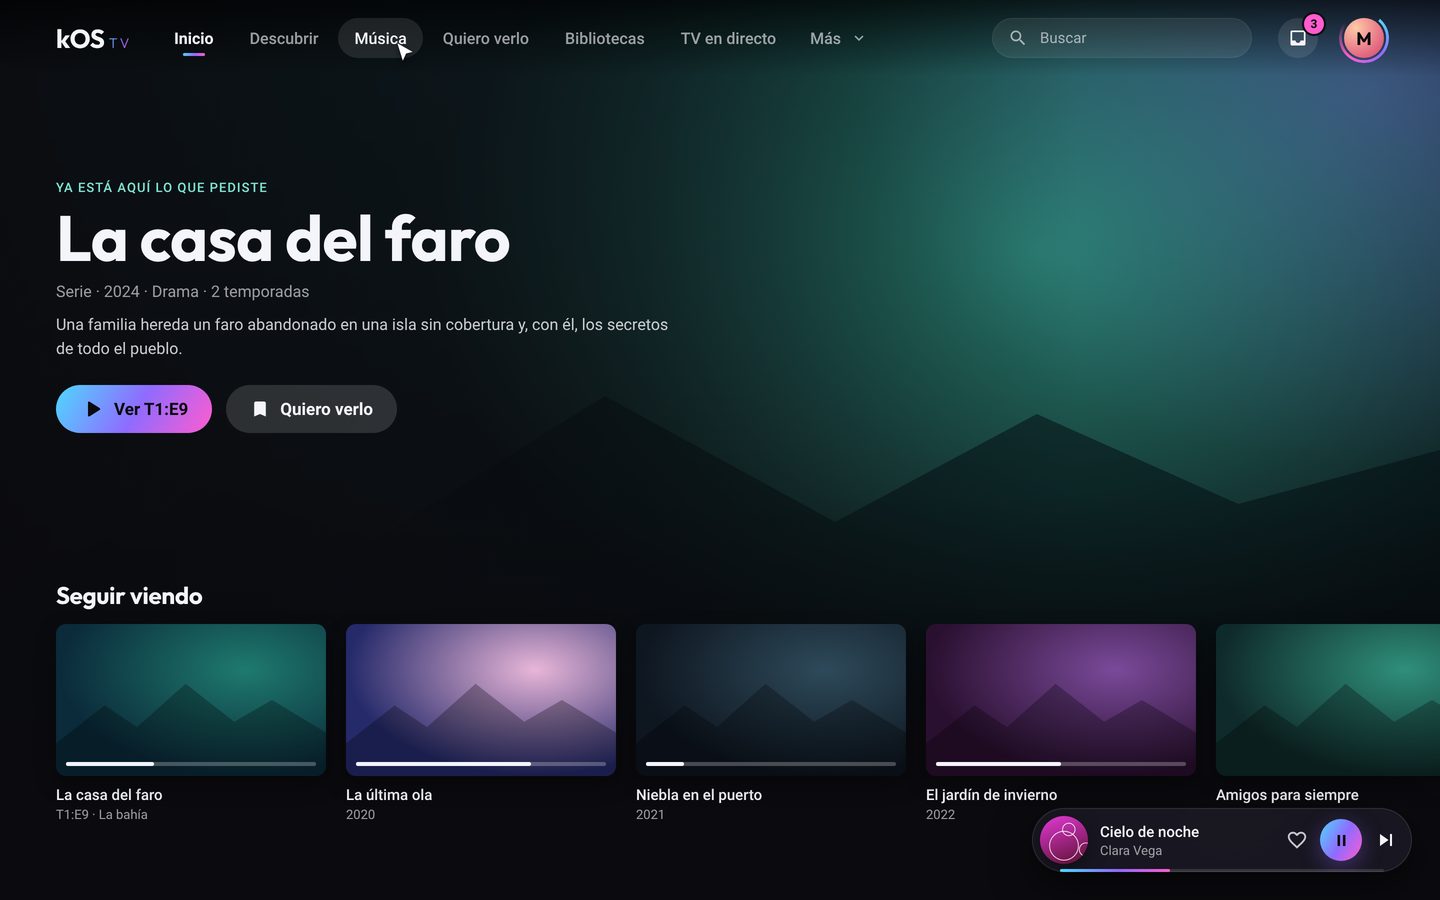 kOS TV
Inicio
Descubrir
Música
Quiero verlo
Bibliotecas
TV en directo
Más
Buscar
3
M
YA ESTÁ AQUÍ LO QUE PEDISTE
La casa del faro
Serie · 2024 · Drama · 2 temporadas
Una familia hereda un faro abandonado en una isla sin cobertura y, con él, los secretos
de todo el pueblo.
Ver T1:E9
Quiero verlo
Seguir viendo
La casa del faro
T1:E9 · La bahía
La última ola
2020
Niebla en el puerto
2021
El jardín de invierno
2022
Amigos para siempre
Cielo de noche
Clara Vega